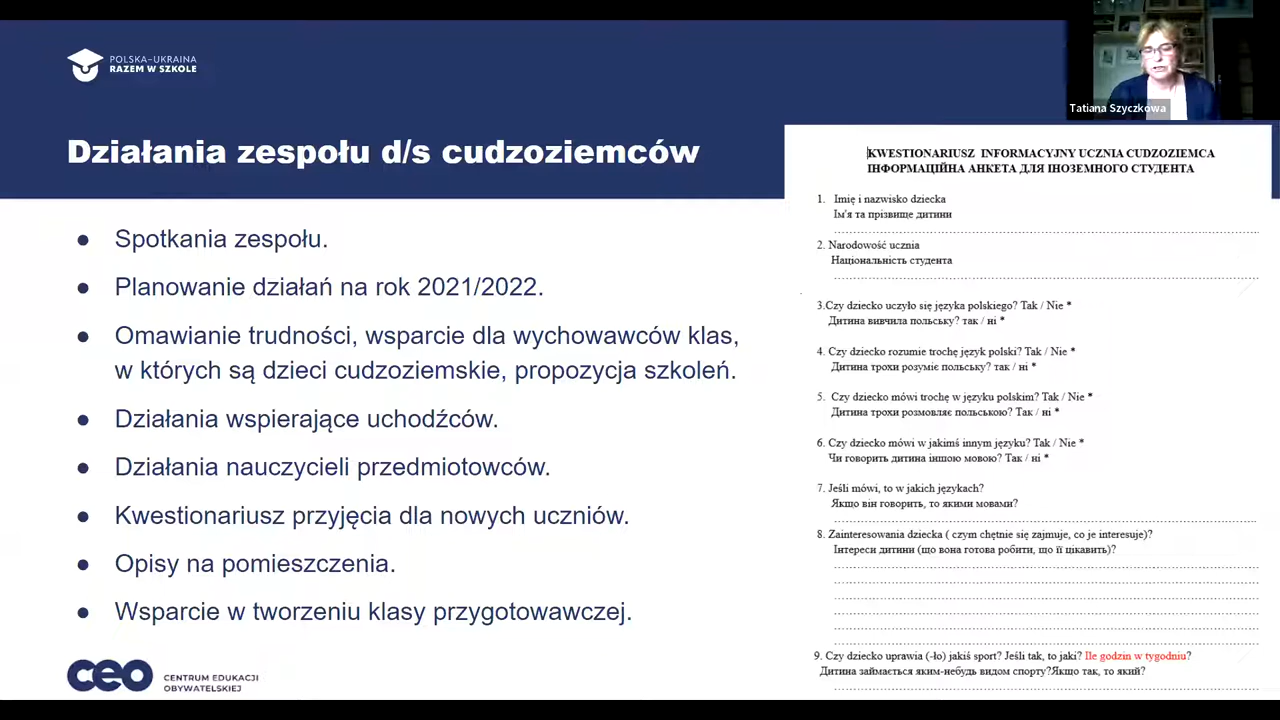 POLSKA-UKRAINA
RAZEM W SZKOLE
Tatiana Szyczkowa
Działania zespołu d/s cudzoziemców
● Spotkania zespołu.
● Planowanie działań na rok 2021/2022.
● Omawianie trudności, wsparcie dla wychowawców klas,
w których są dzieci cudzoziemskie, propozycja szkoleń.
● Działania wspierające uchodźców.
● Działania nauczycieli przedmiotowców.
● Kwestionariusz przyjęcia dla nowych uczniów.
● Opisy na pomieszczenia.
● Wsparcie w tworzeniu klasy przygotowawczej.
ceo CENTRUM EDUKACJI
OBYWATELSKIEJ
KWESTIONARIUSZ INFORMACYJNY UCZNIA CUDZOZIEMCA
ІНФОРМАЦІЙНА АНКЕТА ДЛЯ ІНОЗЕМНОГО СТУДЕНТА
1. Imię i nazwisko dziecka
Ім'я та прізвище дитини
2. Narodowość ucznia
Національність студента
3.Czy dziecko uczyło się języka polskiego? Tak / Nie *
Дитина вивчила польську? так / ні *
4. Czy dziecko rozumie trochę język polski? Tak / Nie *
Дитина трохи розуміє польську? так / ні *
5. Czy dziecko mówi trochę w języku polskim? Tak / Nie *
Дитина трохи розмовляє польською? Так / ні *
6. Czy dziecko mówi w jakimś innym języku? Tak / Nie *
Чи говорить дитина іншою мовою? Так / ні *
7. Jeśli mówi, to w jakich językach?
Якщо він говорить, то якими мовами?
8. Zainteresowania dziecka ( czym chętnie się zajmuje, co je interesuje)?
Інтереси дитини (що вона готова робити, що її цікавить)?
9. Czy dziecko uprawia (-ło) jakiś sport? Jeśli tak, to jaki? Ile godzin w tygodniu?
Дитина займається яким-небудь видом спорту?Якщо так, то який?